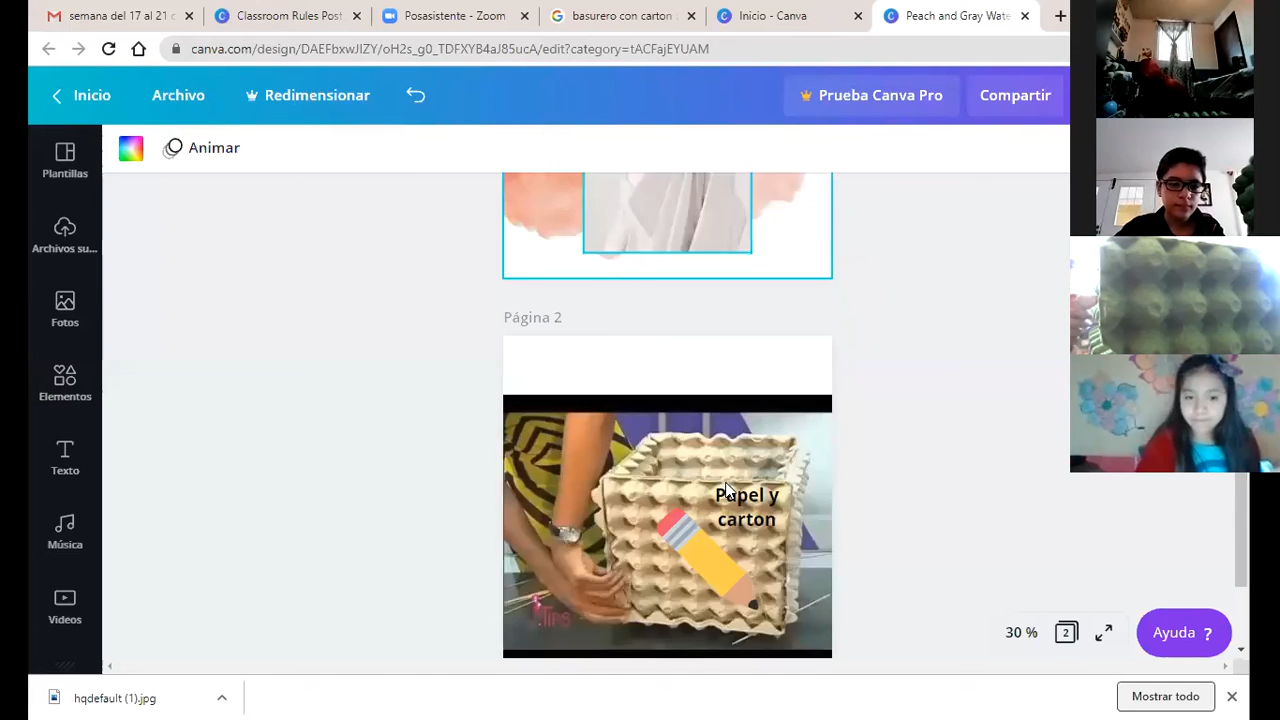 semana del 17 al 21 d
Classroom Rules Post
Posasistente - Zoom
basurero con carton
Inicio - Canva
Peach and Gray Wate
canva.com/design/DAEFbxwJIZY/oH2s_g0_TDFXYB4aJ85ucA/edit?category=tACFajEYUAM
Inicio
Archivo
Redimensionar
Prueba Canva Pro
Compartir
Animar
Plantillas
Archivos su...
Fotos
Elementos
Texto
Música
Videos
Página 2
Papel y
carton
Tips
30 %
2
Ayuda ?
hqdefault (1).jpg
Mostrar todo